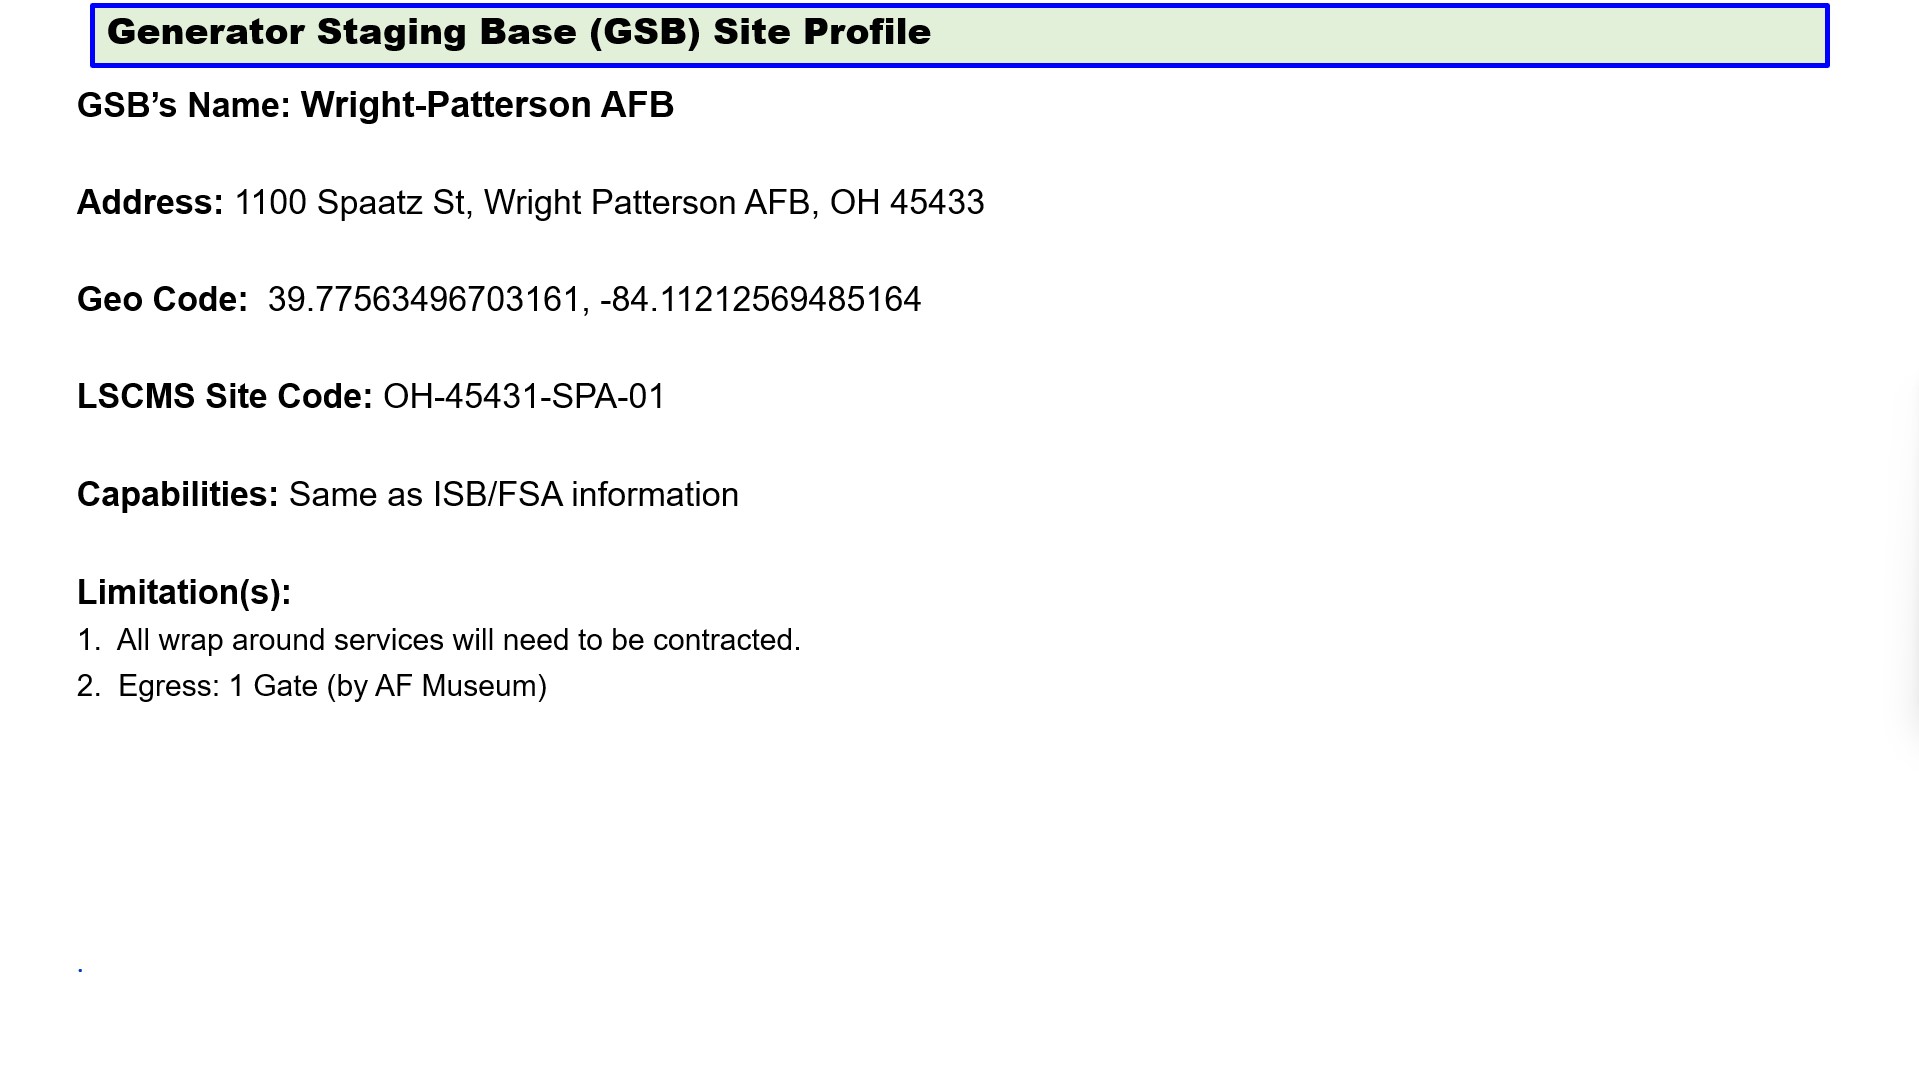 Generator Staging Base (GSB) Site Profile
GSB’s Name: Wright-Patterson AFB
Address: 1100 Spaatz St, Wright Patterson AFB, OH 45433
Geo Code:  39.77563496703161, -84.11212569485164
LSCMS Site Code: OH-45431-SPA-01
Capabilities: Same as ISB/FSA information
Limitation(s):
1.  All wrap around services will need to be contracted.
2.  Egress: 1 Gate (by AF Museum)
.